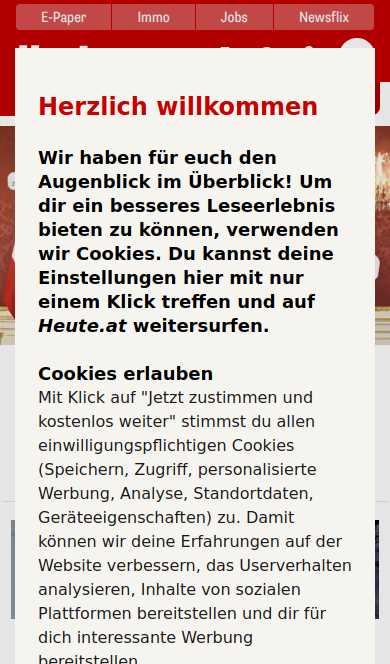 E-Paper Immo Jobs Newsflix
Herzlich willkommen
Wir haben für euch den
Augenblick im Überblick! Um
dir ein besseres Leseerlebnis
bieten zu können, verwenden
wir Cookies. Du kannst deine
Einstellungen hier mit nur
einem Klick treffen und auf
Heute.at weitersurfen.
Cookies erlauben
Mit Klick auf "Jetzt zustimmen und
kostenlos weiter" stimmst du allen
einwilligungspflichtigen Cookies
(Speichern, Zugriff, personalisierte
Werbung, Analyse, Standortdaten,
Geräteeigenschaften) zu. Damit
können wir deine Erfahrungen auf der
Website verbessern, das Userverhalten
analysieren, Inhalte von sozialen
Plattformen bereitstellen und dir für
dich interessante Werbung
bereitstellen